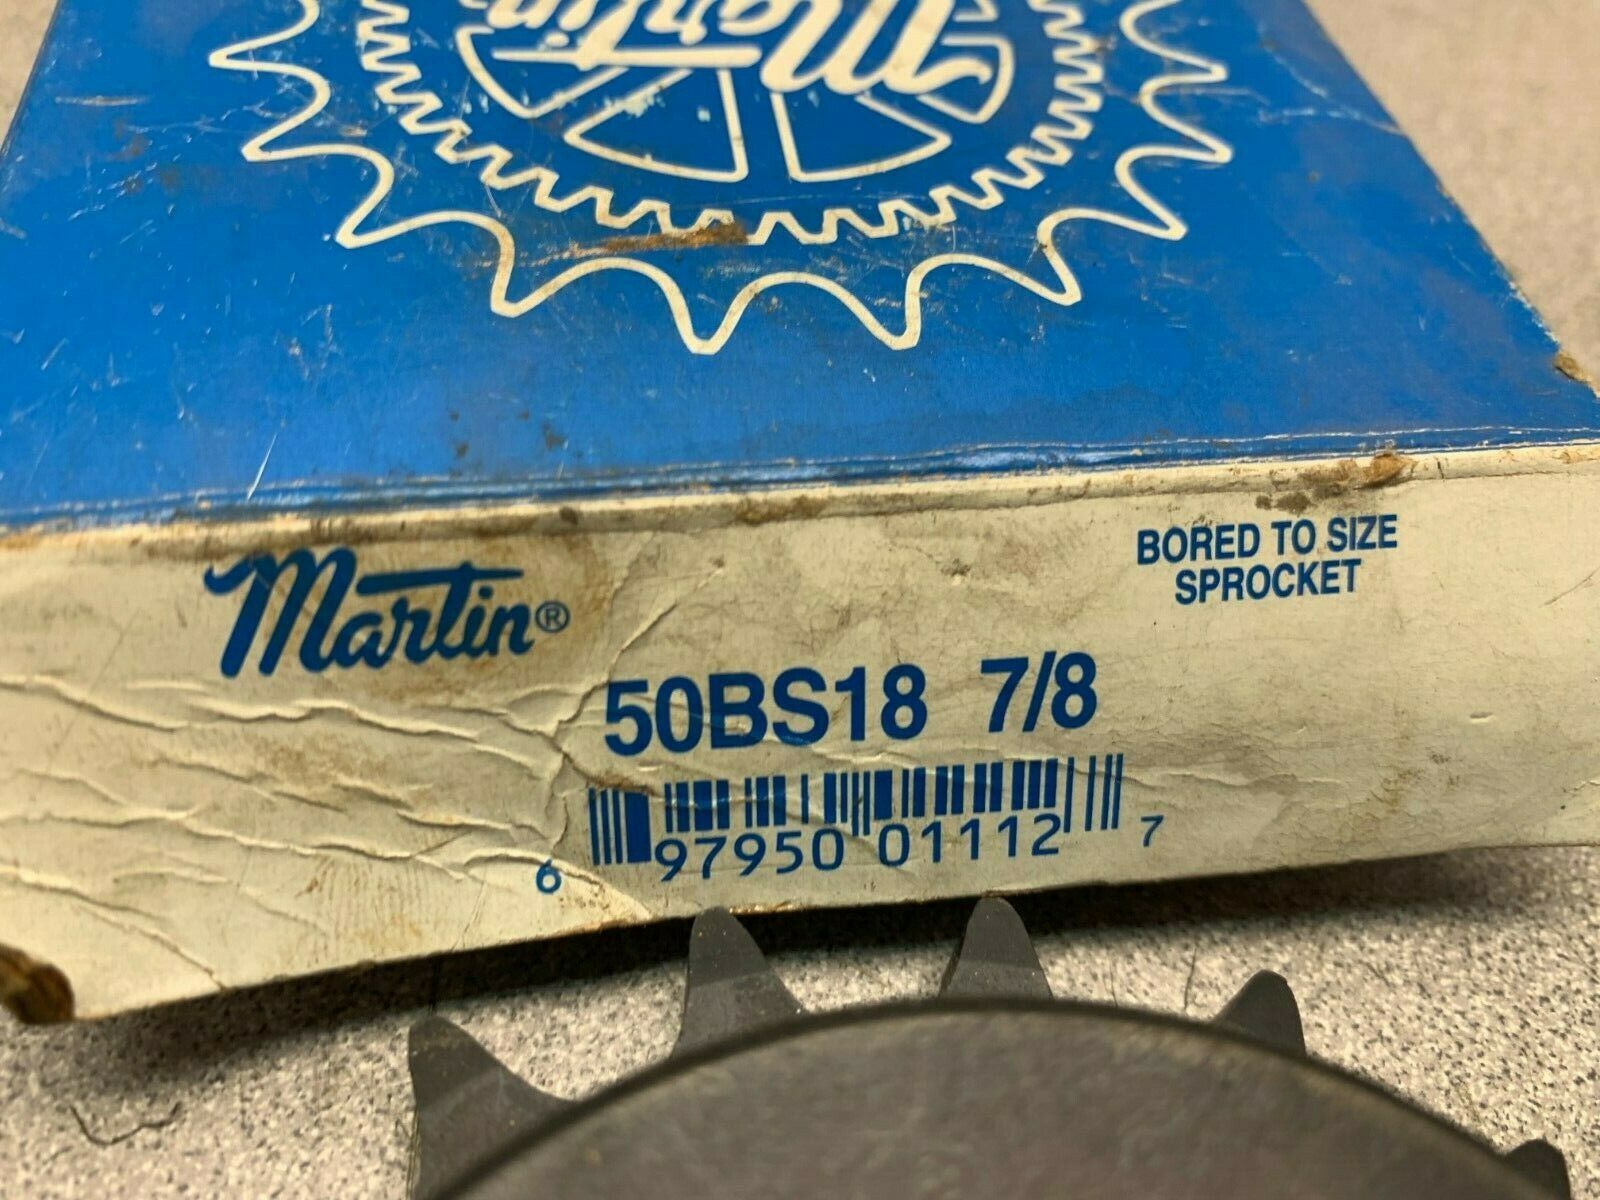 Martin
Martin®
BORED TO SIZE
SPROCKET
50BS18 7/8
6 97950 01112 7